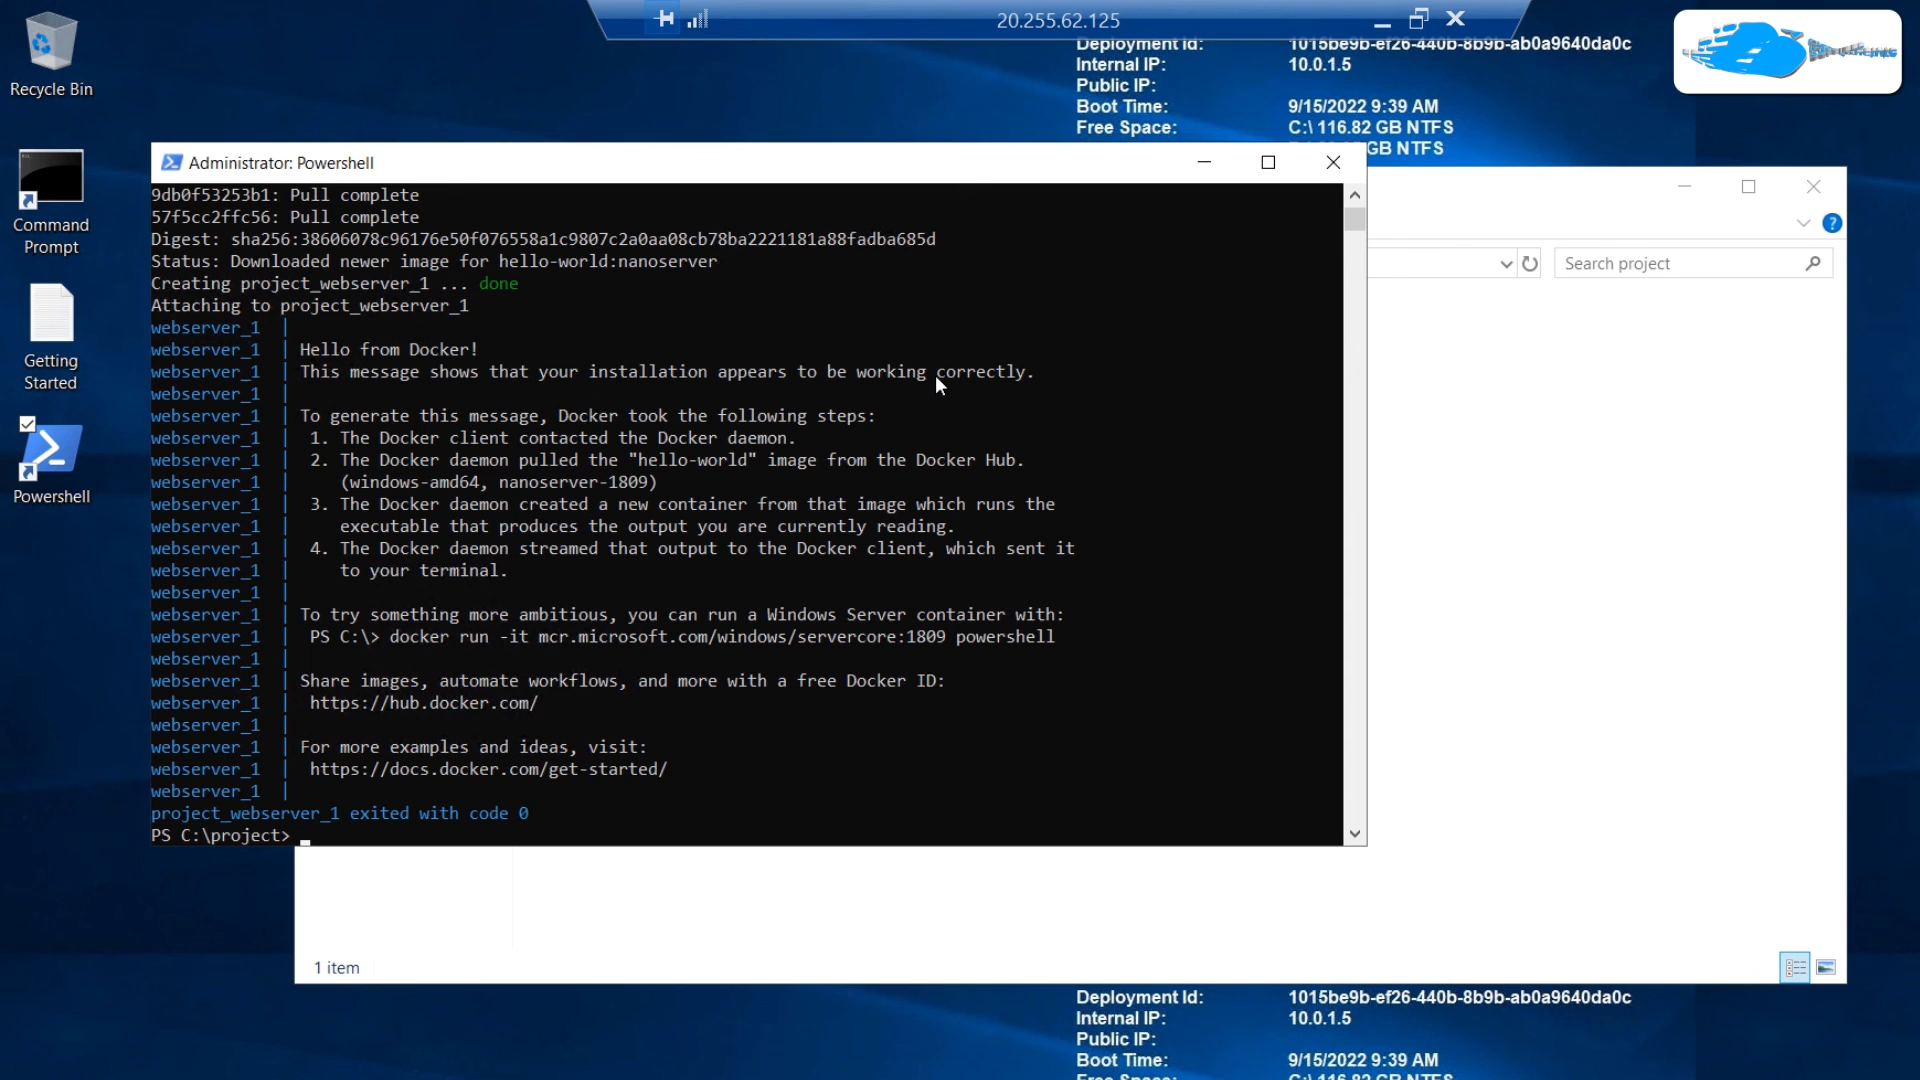 20.255.62.125
Deployment Id: 1015be9b-ef26-440b-8b9b-ab0a9640da0c
Internal IP: 10.0.1.5
Public IP:
Boot Time: 9/15/2022 9:39 AM
Free Space: C:\ 116.82 GB NTFS
GB NTFS
Recycle Bin
Command
Prompt
Getting
Started
Powershell
Administrator: Powershell
9db0f53253b1: Pull complete
57f5cc2ffc56: Pull complete
Digest: sha256:38606078c96176e50f076558a1c9807c2a0aa08cb78ba2221181a88fadba685d
Status: Downloaded newer image for hello-world:nanoserver
Creating project_webserver_1 ... done
Attaching to project_webserver_1
webserver_1 |
webserver_1 | Hello from Docker!
webserver_1 | This message shows that your installation appears to be working correctly.
webserver_1 |
webserver_1 | To generate this message, Docker took the following steps:
webserver_1 | 1. The Docker client contacted the Docker daemon.
webserver_1 | 2. The Docker daemon pulled the "hello-world" image from the Docker Hub.
webserver_1 | (windows-amd64, nanoserver-1809)
webserver_1 | 3. The Docker daemon created a new container from that image which runs the
webserver_1 | executable that produces the output you are currently reading.
webserver_1 | 4. The Docker daemon streamed that output to the Docker client, which sent it
webserver_1 | to your terminal.
webserver_1 |
webserver_1 | To try something more ambitious, you can run a Windows Server container with:
webserver_1 | PS C:\> docker run -it mcr.microsoft.com/windows/servercore:1809 powershell
webserver_1 |
webserver_1 | Share images, automate workflows, and more with a free Docker ID:
webserver_1 | https://hub.docker.com/
webserver_1 |
webserver_1 | For more examples and ideas, visit:
webserver_1 | https://docs.docker.com/get-started/
webserver_1 |
project_webserver_1 exited with code 0
PS C:\project>
Search project
1 item
Deployment Id: 1015be9b-ef26-440b-8b9b-ab0a9640da0c
Internal IP: 10.0.1.5
Public IP:
Boot Time: 9/15/2022 9:39 AM
Free Space: C:\ 116.82 GB NTFS